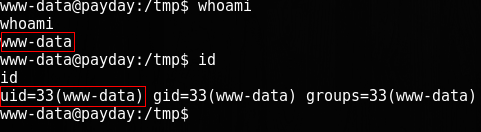 www-data@payday:/tmp$ whoami
whoami
www-data
www-data@payday:/tmp$ id
id
uid=33(www-data) gid=33(www-data) groups=33(www-data)
www-data@payday:/tmp$